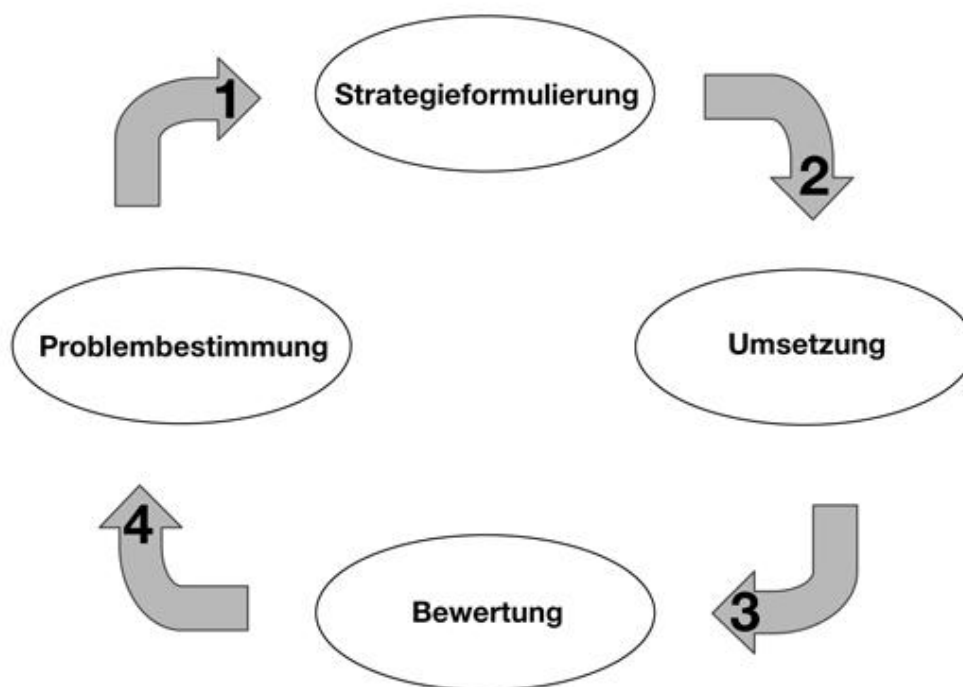 1
Strategieformulierung
2
Problembestimmung
Umsetzung
4
Bewertung
3